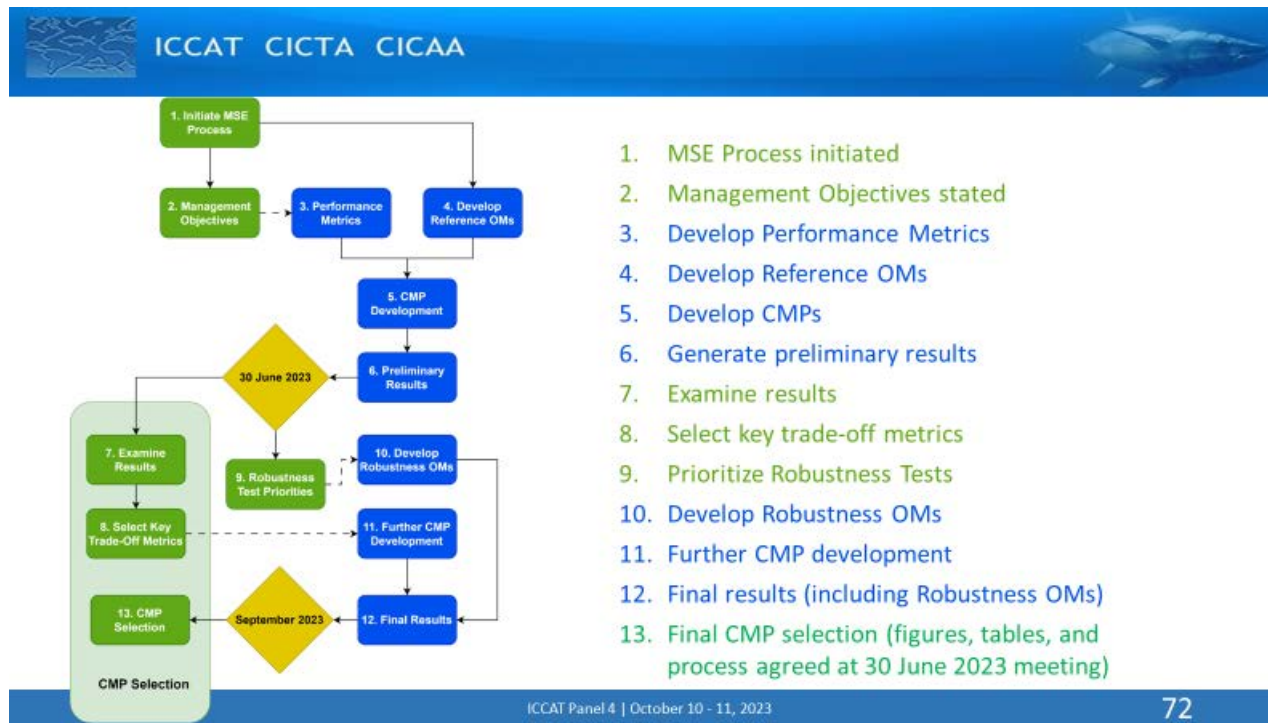 ICCAT CICTA CICAA
1. Initiate MSE
Process
2. Management
Objectives
3. Performance
Metrics
4. Develop
Reference OMs
5. CMP
Development
6. Preliminary
Results
30 June 2023
7. Examine
Results
8. Select Key
Trade-Off Metrics
9. Robustness
Test Priorities
10. Develop
Robustness OMs
11. Further CMP
Development
12. Final Results
September 2023
13. CMP
Selection
CMP Selection
1. MSE Process initiated
2. Management Objectives stated
3. Develop Performance Metrics
4. Develop Reference OMs
5. Develop CMPs
6. Generate preliminary results
7. Examine results
8. Select key trade-off metrics
9. Prioritize Robustness Tests
10. Develop Robustness OMs
11. Further CMP development
12. Final results (including Robustness OMs)
13. Final CMP selection (figures, tables, and
process agreed at 30 June 2023 meeting)
ICCAT Panel 4 | October 10 - 11, 2023
72